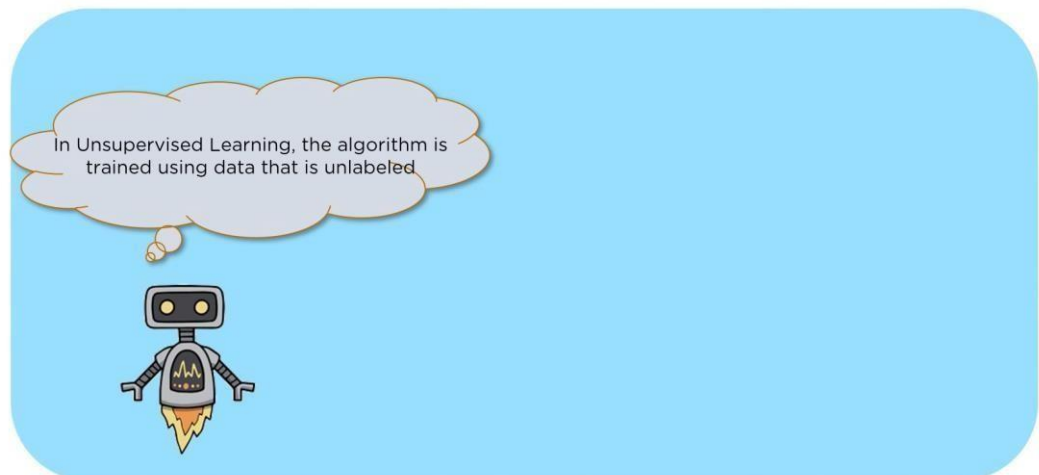 In Unsupervised Learning, the algorithm is
trained using data that is unlabeled